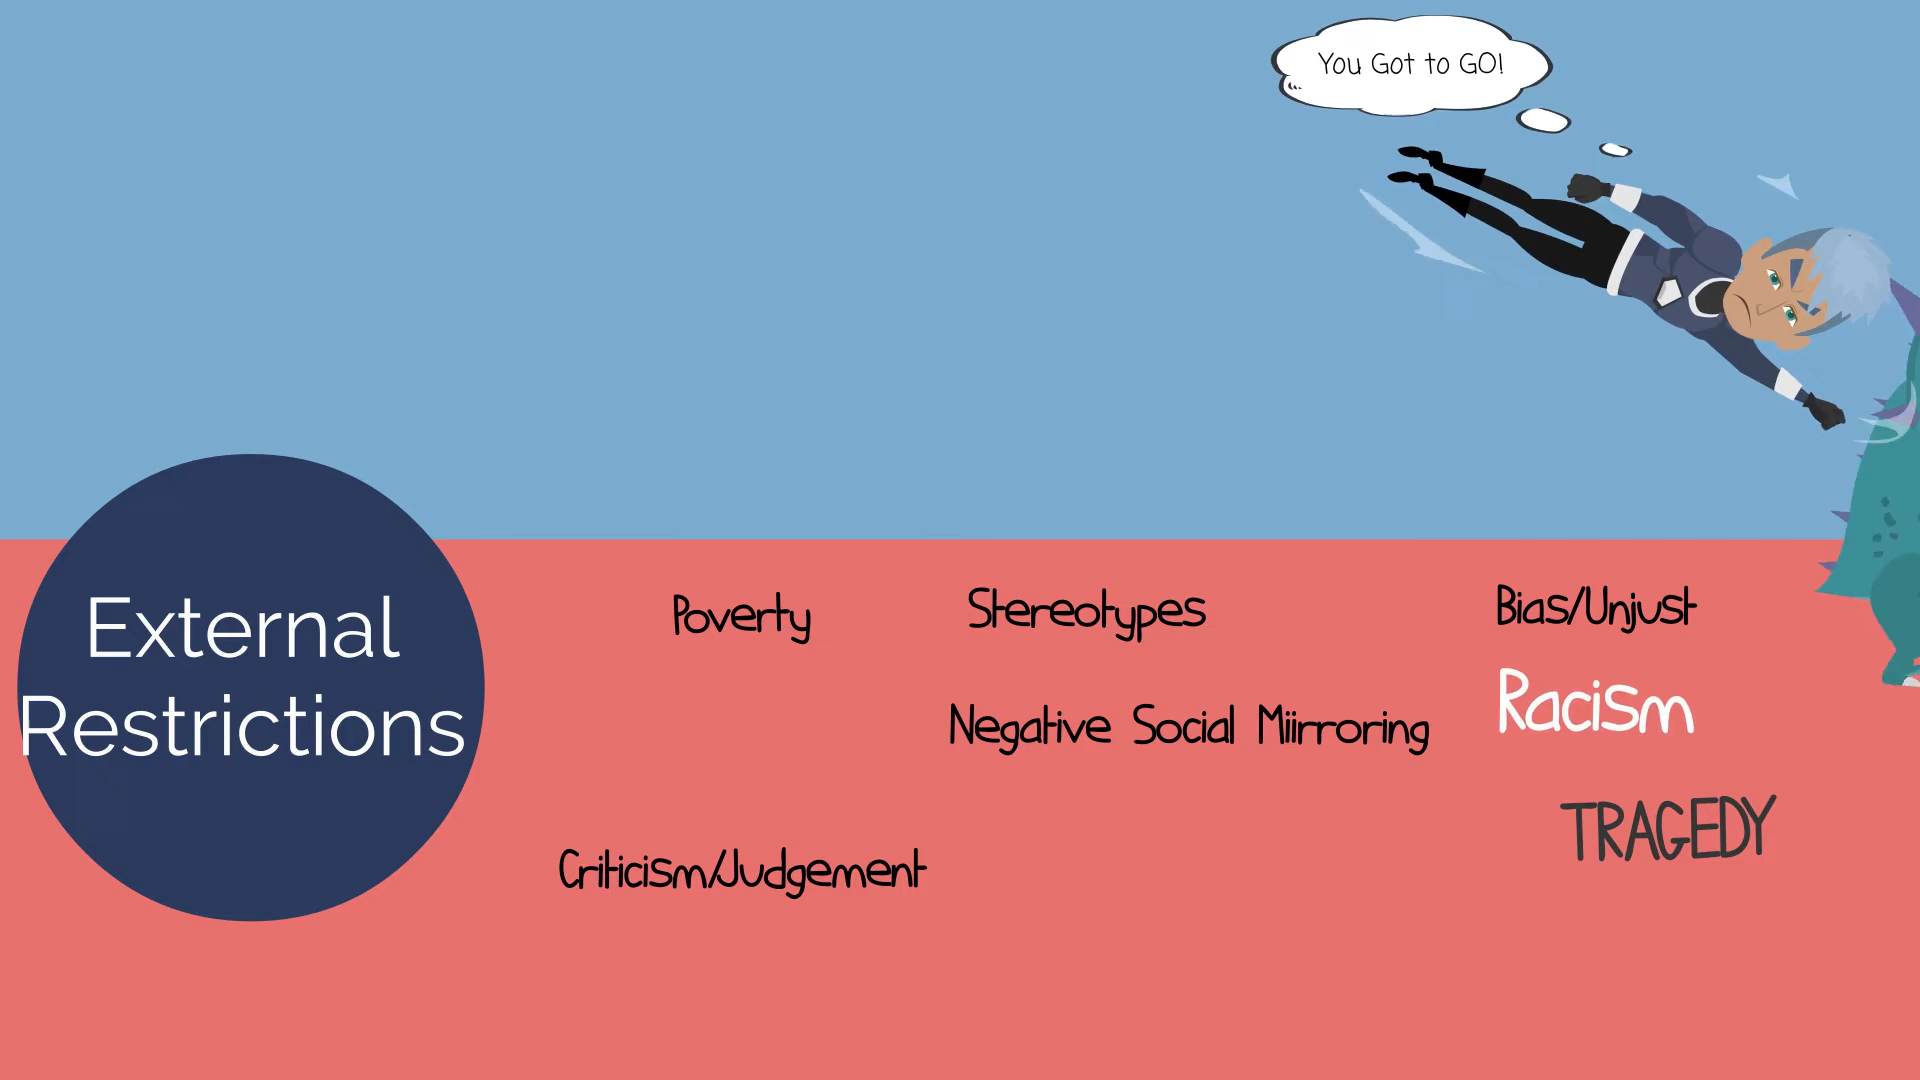 You Got to GO!
External
Restrictions
Poverty
Stereotypes
Bias/Unjust
Negative Social Miirroring
Racism
TRAGEDY
Criticism/Judgement